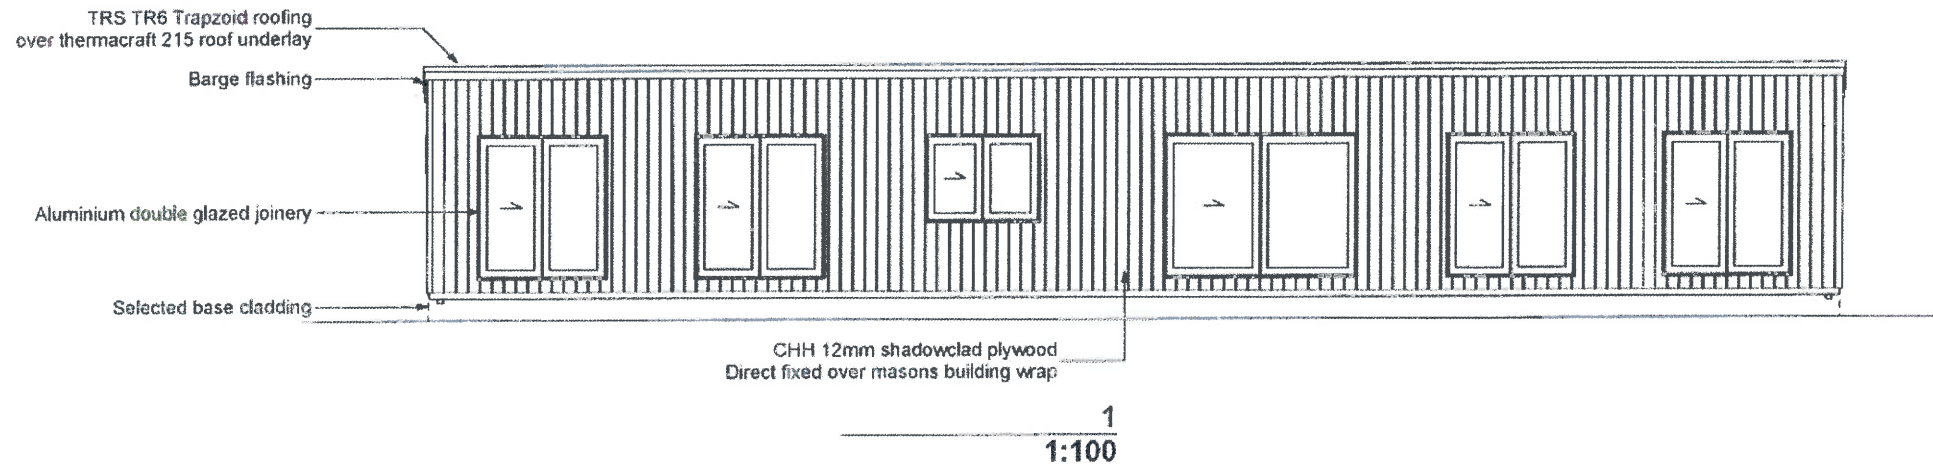 TRS TR6 Trapzoid roofing
over thermacraft 215 roof underlay
Barge flashing
Aluminium double glazed joinery
Selected base cladding
CHH 12mm shadowclad plywood
Direct fixed over masons building wrap
1
1:100